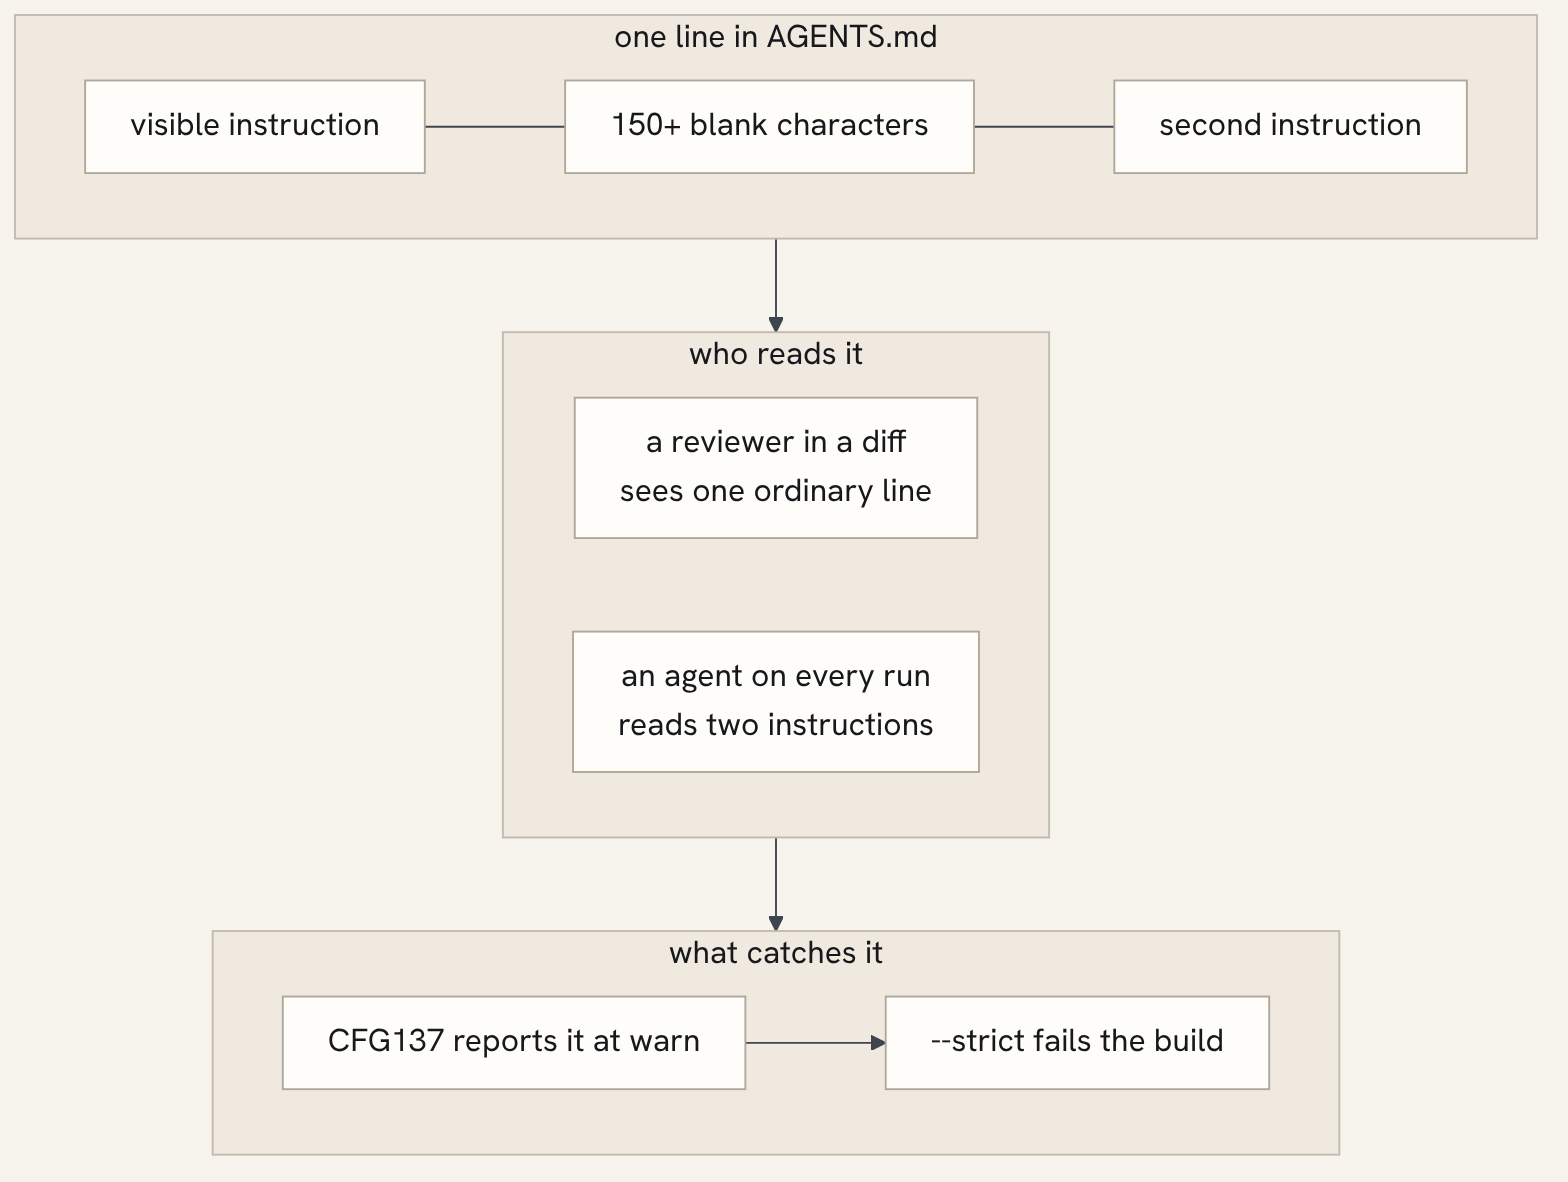 one line in AGENTS.md
visible instruction
150+ blank characters
second instruction
who reads it
a reviewer in a diff
sees one ordinary line
an agent on every run
reads two instructions
what catches it
CFG137 reports it at warn
--strict fails the build